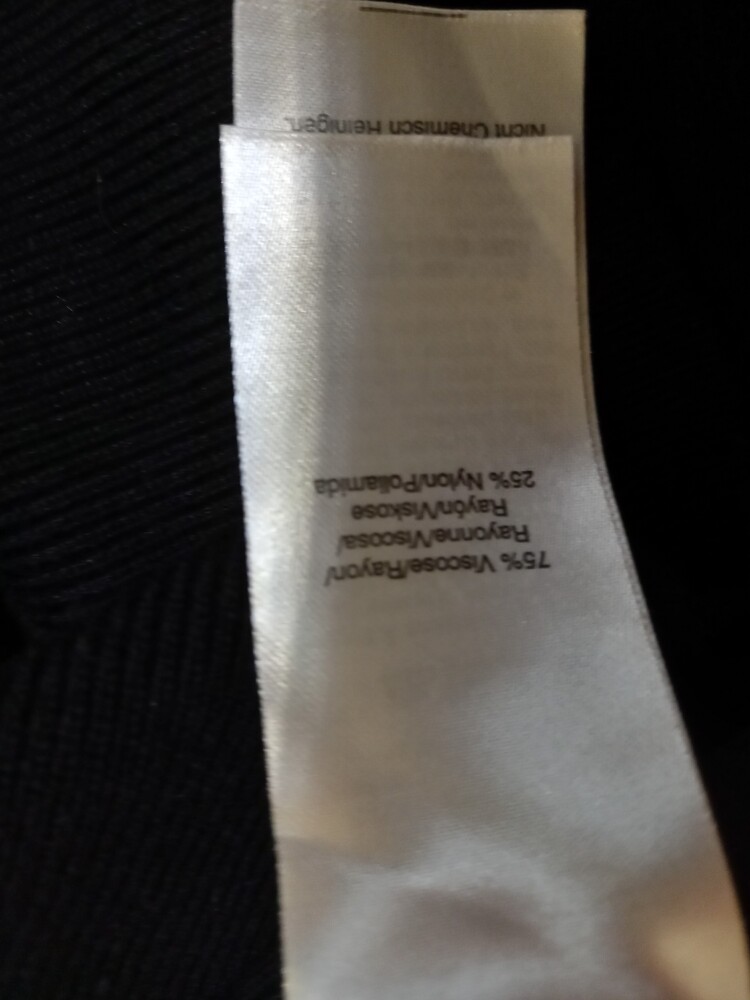 75% Viscose/Rayon/
Rayonne/Viscosa/
Rayón/Viskose
25% Nylon/Poliamida
Nicht Chemisch Reinigen.